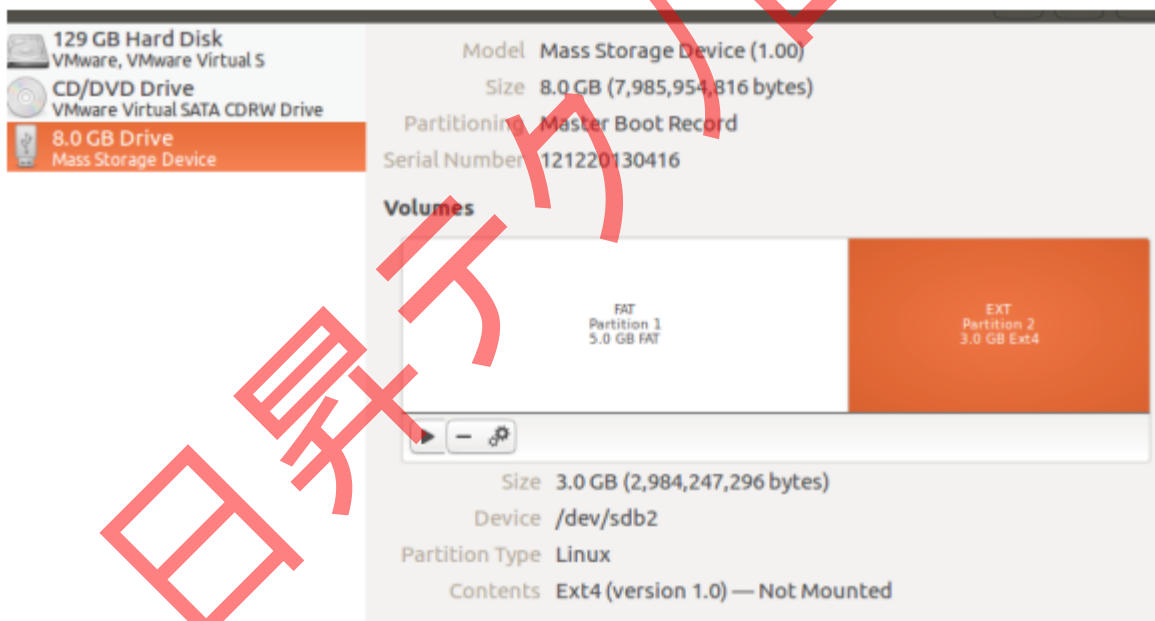 129 GB Hard Disk
VMware, VMware Virtual S
CD/DVD Drive
VMware Virtual SATA CDRW Drive
8.0 GB Drive
Mass Storage Device
Model Mass Storage Device (1.00)
Size 8.0 GB (7,985,954,816 bytes)
Partitioning Master Boot Record
Serial Number 121220130416
Volumes
FAT
Partition 1
5.0 GB FAT
EXT
Partition 2
3.0 GB Ext4
Size 3.0 GB (2,984,247,296 bytes)
Device /dev/sdb2
Partition Type Linux
Contents Ext4 (version 1.0) — Not Mounted
日昇テク